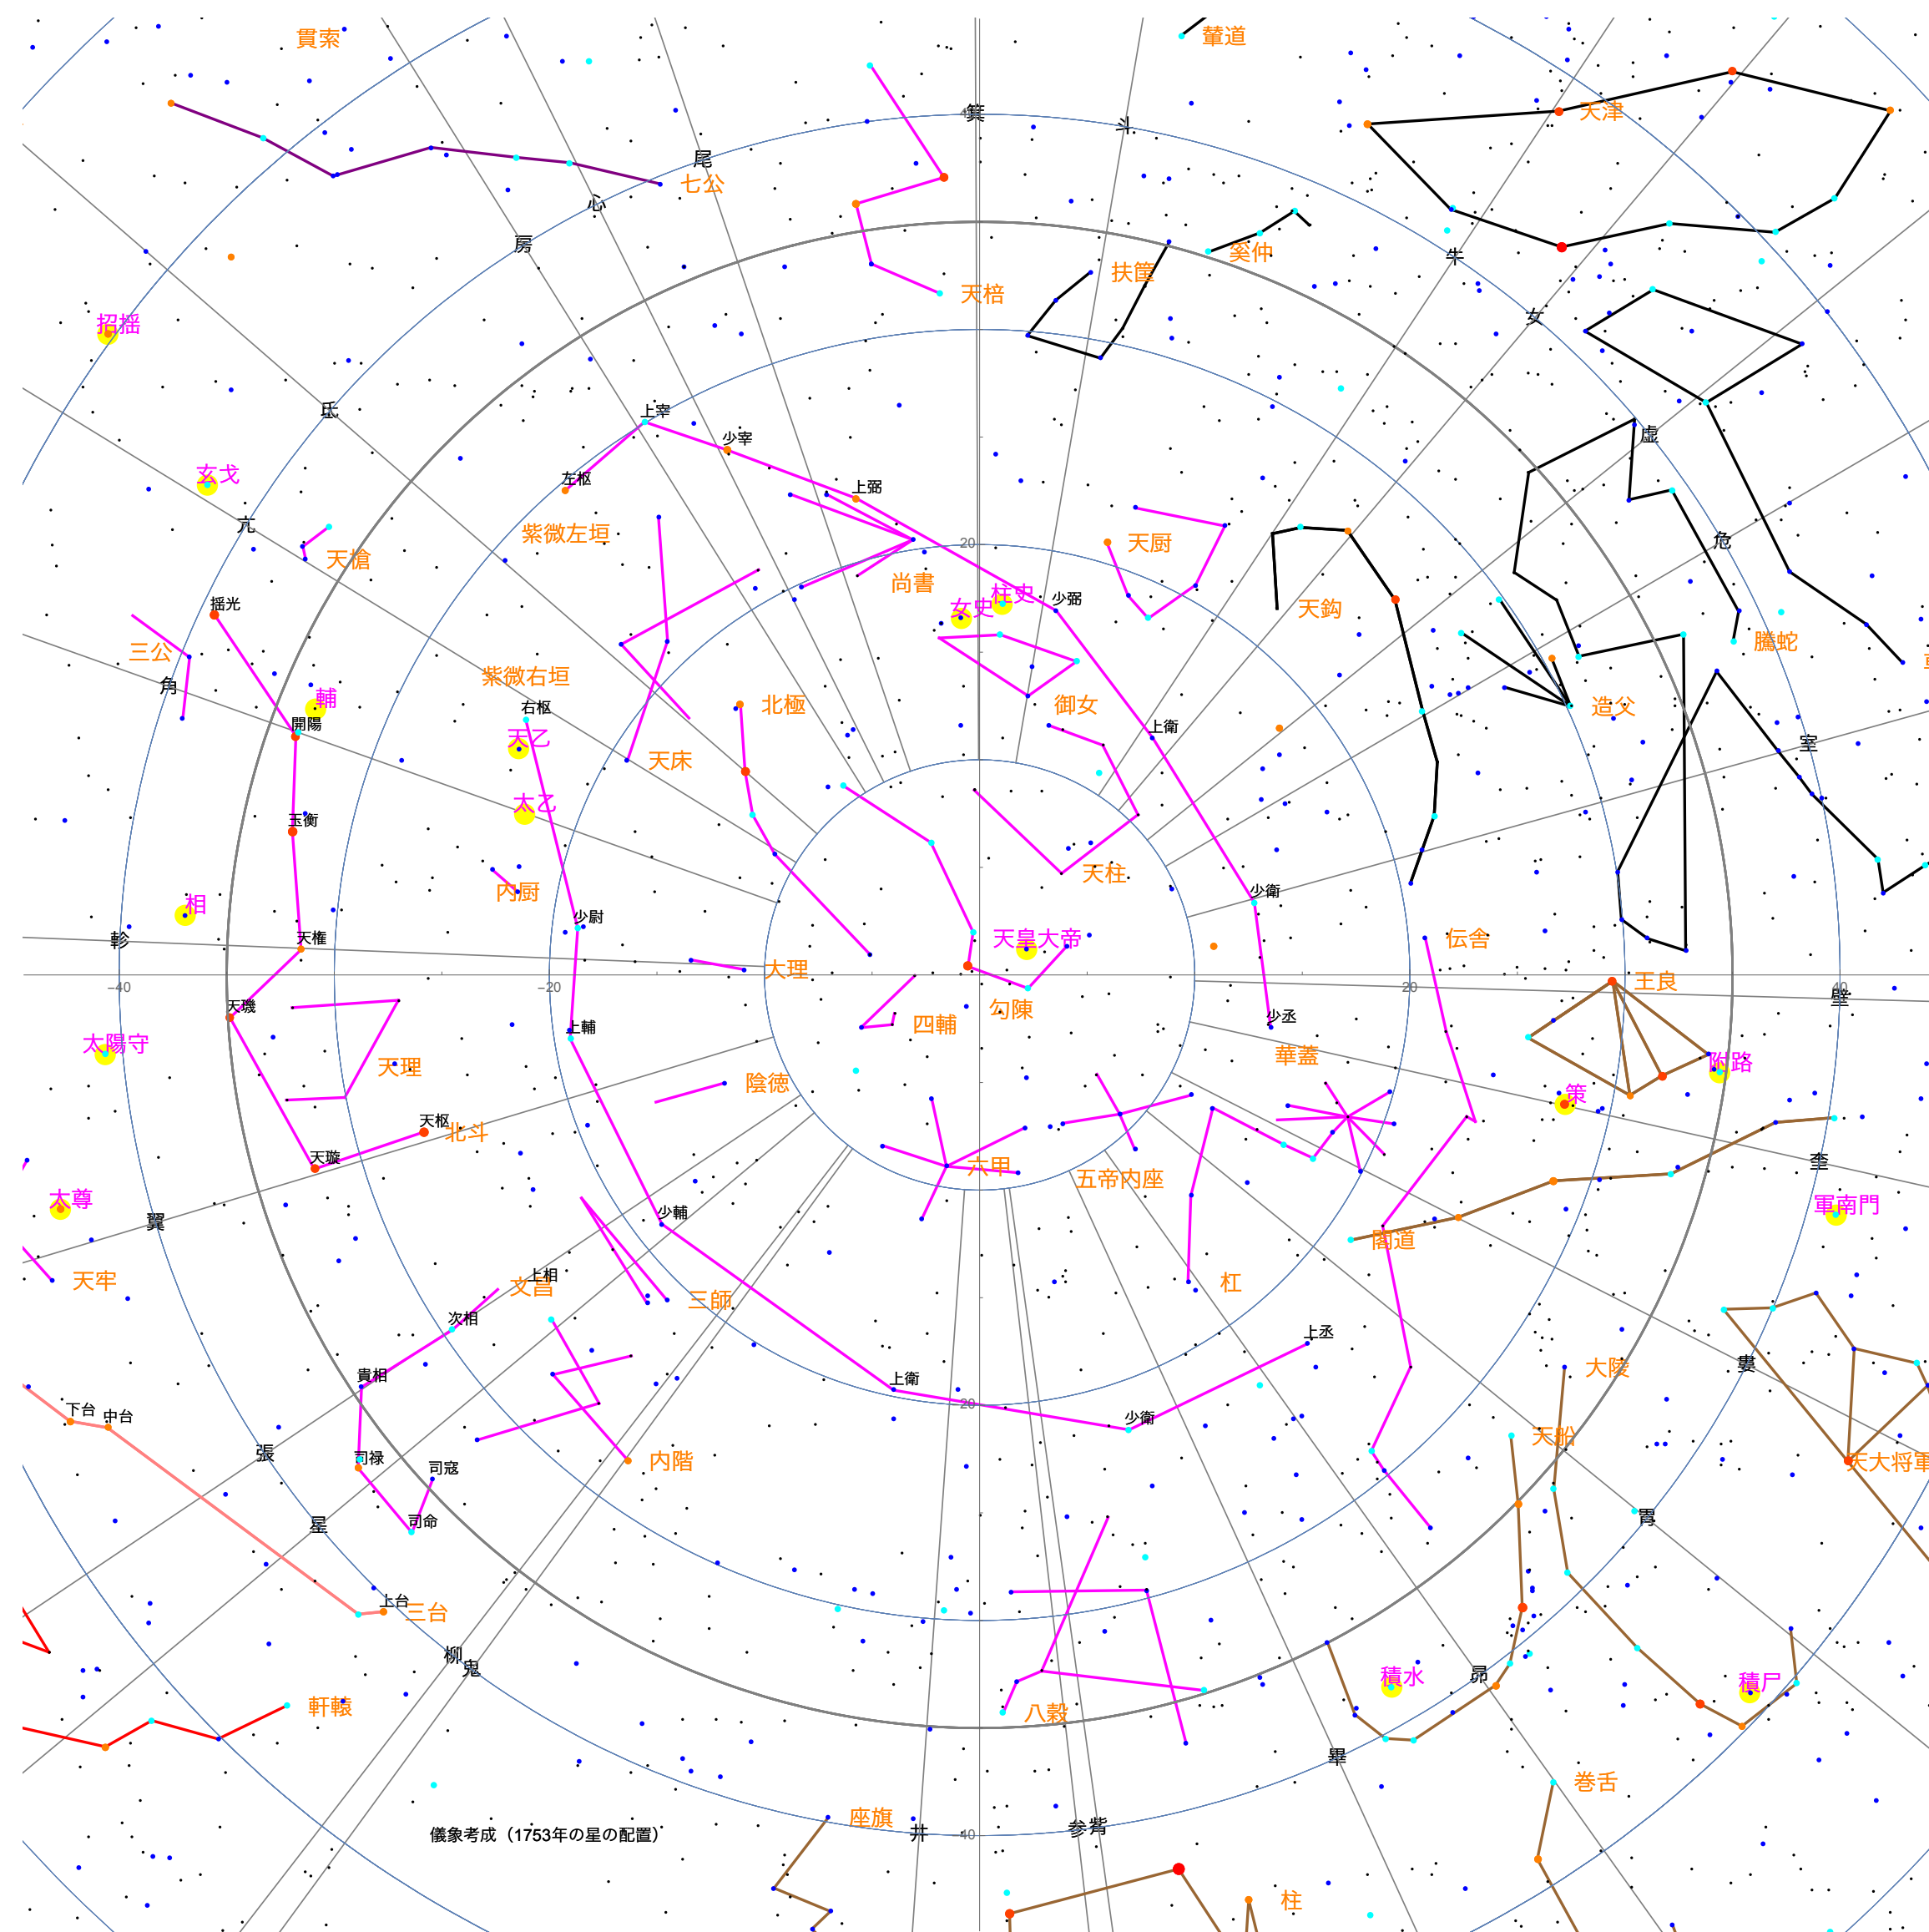 貫索
輦道
天津
箕
40
斗
尾
七公
心
房
奚仲
牛
扶筐
天棓
女
招揺
氐
上宰
虚
少宰
玄戈
左枢
上弼
亢
紫微左垣
危
天槍
天厨
20
尚書
柱史
女史
少弼
揺光
天鈎
三公
騰蛇
角
紫微右垣
輔
右枢
北極
御女
造父
開陽
天乙
上衛
室
天床
太乙
玉衡
天柱
内厨
少衛
相
少尉
軫
天権
天皇大帝
伝舎
大理
王良
−40
−20
20
40
壁
天璣
勾陳
四輔
少丞
上輔
太陽守
華蓋
天理
附路
陰徳
策
天枢
北斗
天璇
六甲
五帝内座
奎
太尊
翼
少輔
軍南門
閣道
天牢
上相
文昌
三師
杠
次相
上丞
大陵
婁
貴相
上衛
20
少衛
下台
中台
天船
張
司禄
司寇
内階
天大将軍
星
司命
胃
上台
三台
柳
鬼
昴
積水
積尸
軒轅
八穀
畢
巻舌
座旗
井
40
参
觜
儀象考成（1753年の星の配置）
柱